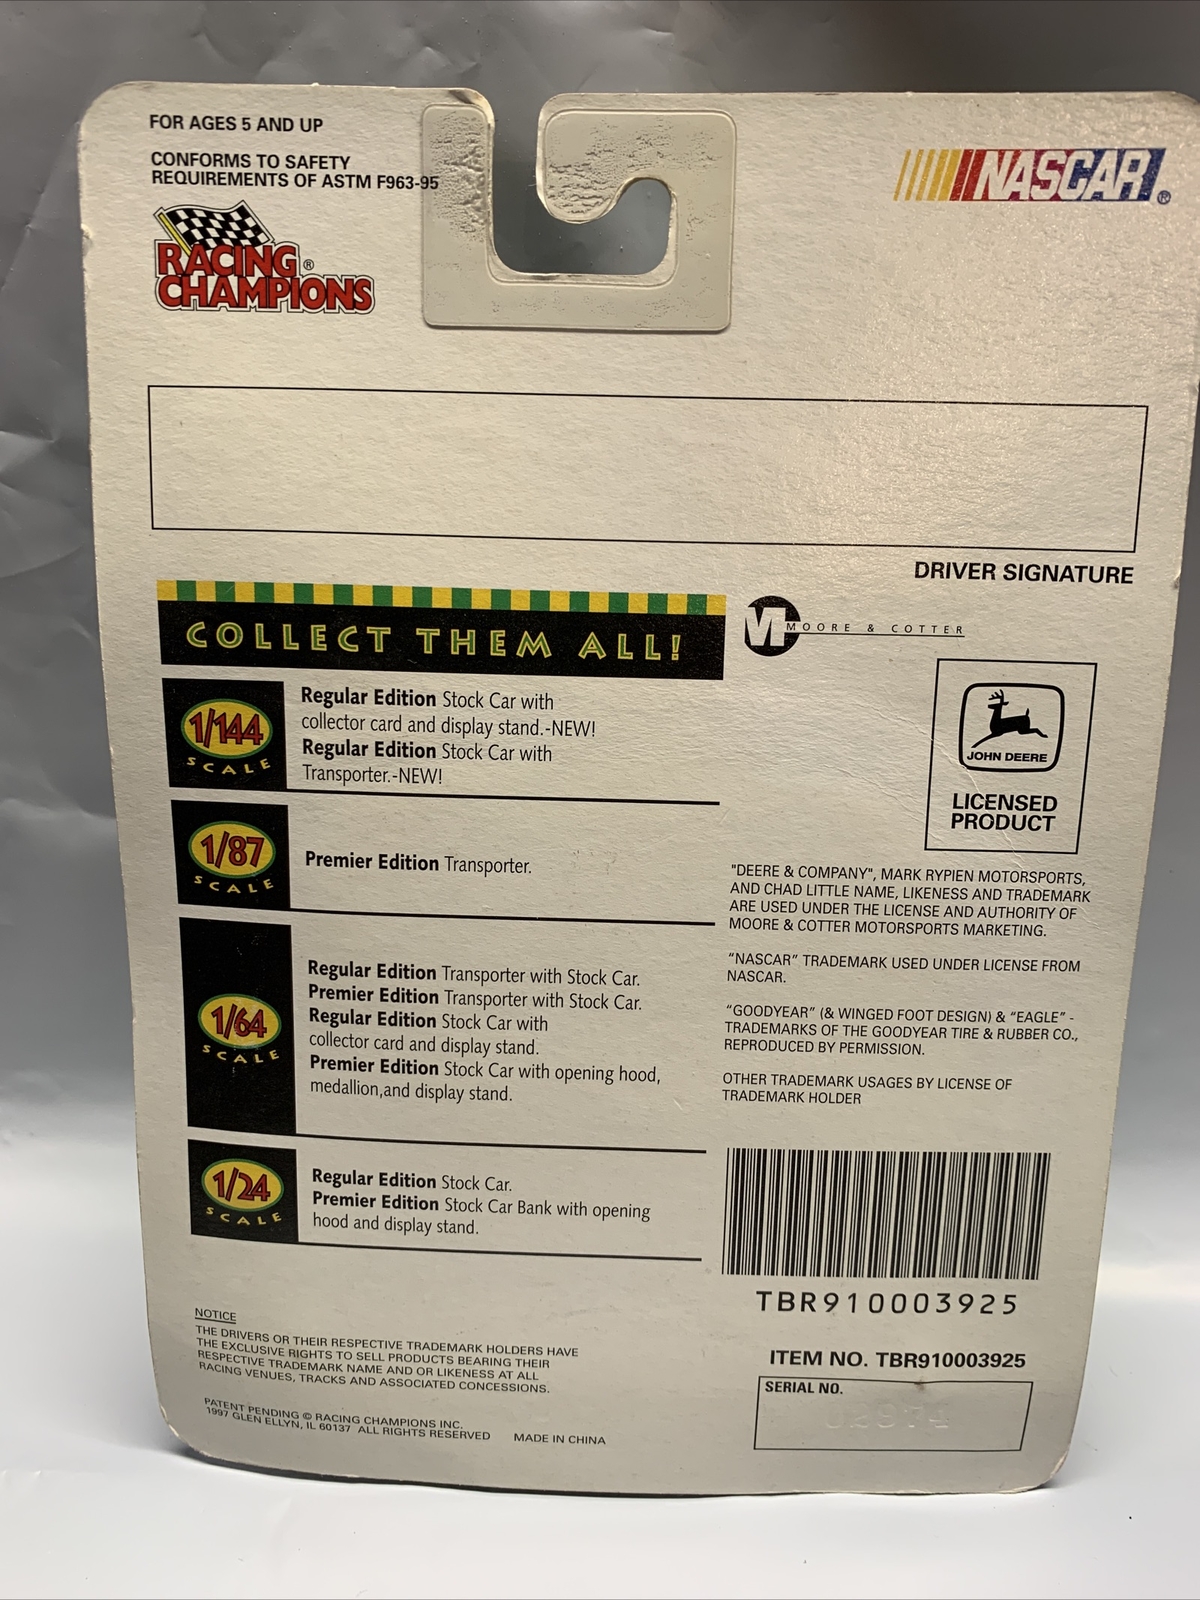 FOR AGES 5 AND UP
CONFORMS TO SAFETY
REQUIREMENTS OF ASTM F963-95
RACING ®
CHAMPIONS
NASCAR®
DRIVER SIGNATURE
COLLECT THEM ALL!
M MOORE & COTTER
1/144
SCALE
Regular Edition Stock Car with
collector card and display stand.-NEW!
Regular Edition Stock Car with
Transporter.-NEW!
1/87
SCALE
Premier Edition Transporter.
1/64
SCALE
Regular Edition Transporter with Stock Car.
Premier Edition Transporter with Stock Car.
Regular Edition Stock Car with
collector card and display stand.
Premier Edition Stock Car with opening hood,
medallion,and display stand.
1/24
SCALE
Regular Edition Stock Car.
Premier Edition Stock Car Bank with opening
hood and display stand.
JOHN DEERE
LICENSED
PRODUCT
"DEERE & COMPANY", MARK RYPIEN MOTORSPORTS,
AND CHAD LITTLE NAME, LIKENESS AND TRADEMARK
ARE USED UNDER THE LICENSE AND AUTHORITY OF
MOORE & COTTER MOTORSPORTS MARKETING.
"NASCAR" TRADEMARK USED UNDER LICENSE FROM
NASCAR.
"GOODYEAR" (& WINGED FOOT DESIGN) & "EAGLE" -
TRADEMARKS OF THE GOODYEAR TIRE & RUBBER CO.,
REPRODUCED BY PERMISSION.
OTHER TRADEMARK USAGES BY LICENSE OF
TRADEMARK HOLDER
TBR910003925
ITEM NO. TBR910003925
SERIAL NO.
NOTICE
THE DRIVERS OR THEIR RESPECTIVE TRADEMARK HOLDERS HAVE
THE EXCLUSIVE RIGHTS TO SELL PRODUCTS BEARING THEIR
RESPECTIVE TRADEMARK NAME AND OR LIKENESS AT ALL
RACING VENUES, TRACKS AND ASSOCIATED CONCESSIONS.
PATENT PENDING © RACING CHAMPIONS INC.
1997 GLEN ELLYN, IL 60137 ALL RIGHTS RESERVED MADE IN CHINA